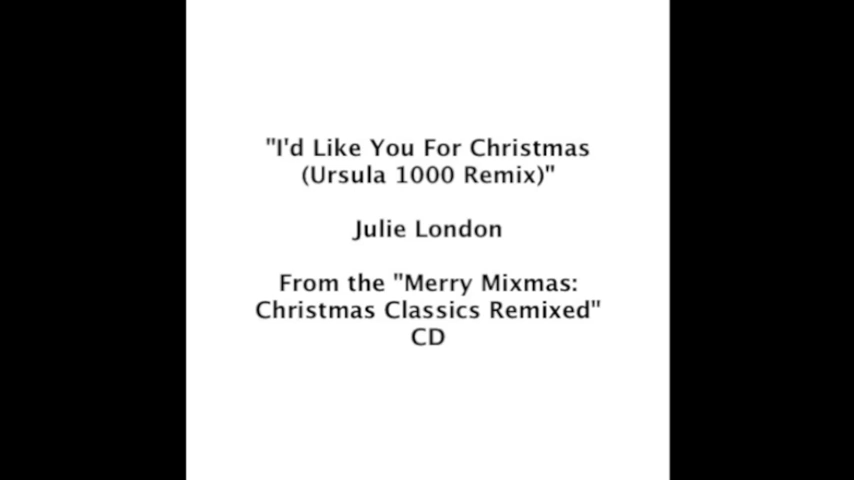 "I'd Like You For Christmas
(Ursula 1000 Remix)"
Julie London
From the "Merry Mixmas:
Christmas Classics Remixed"
CD